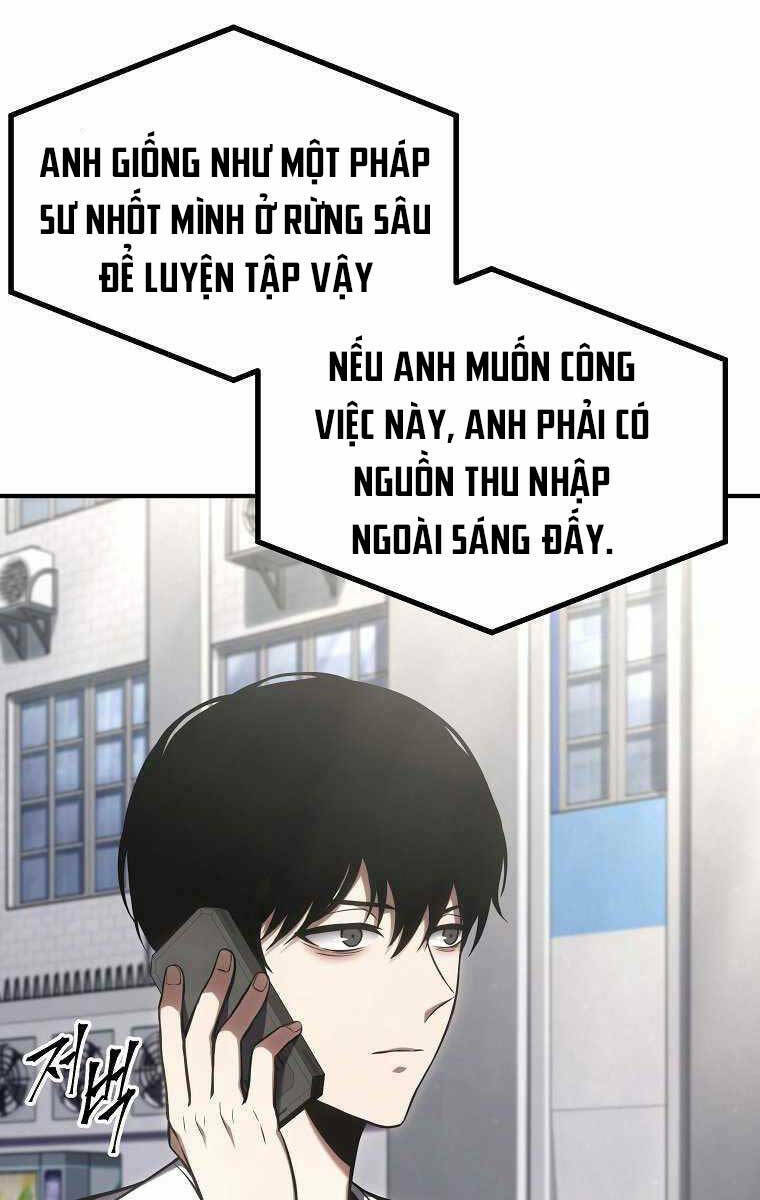 ANH GIỐNG NHƯ MỘT PHÁP
SƯ NHỐT MÌNH Ở RỪNG SÂU
ĐỂ LUYỆN TẬP VẬY
NẾU ANH MUỐN CÔNG
VIỆC NÀY, ANH PHẢI CÓ
NGUỒN THU NHẬP
NGOÀI SÁNG ĐẤY.
저벅